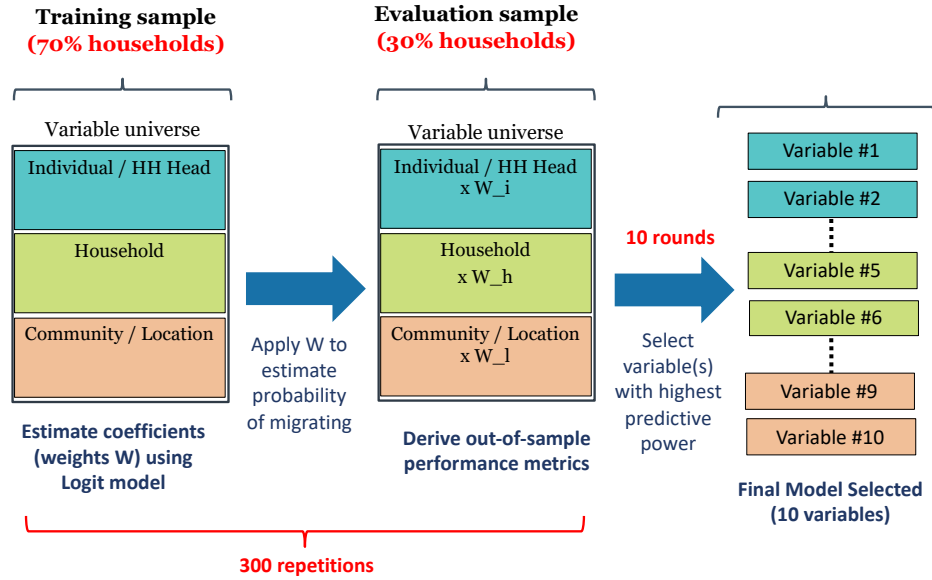 Training sample
(70% households)
Evaluation sample
(30% households)
Variable universe
Individual / HH Head
Household
Community / Location
Estimate coefficients
(weights W) using
Logit model
Apply W to
estimate
probability
of migrating
Variable universe
Individual / HH Head
x W_i
Household
x W_h
Community / Location
x W_l
Derive out-of-sample
performance metrics
300 repetitions
10 rounds
Select
variable(s)
with highest
predictive
power
Variable #1
Variable #2
Variable #5
Variable #6
Variable #9
Variable #10
Final Model Selected
(10 variables)